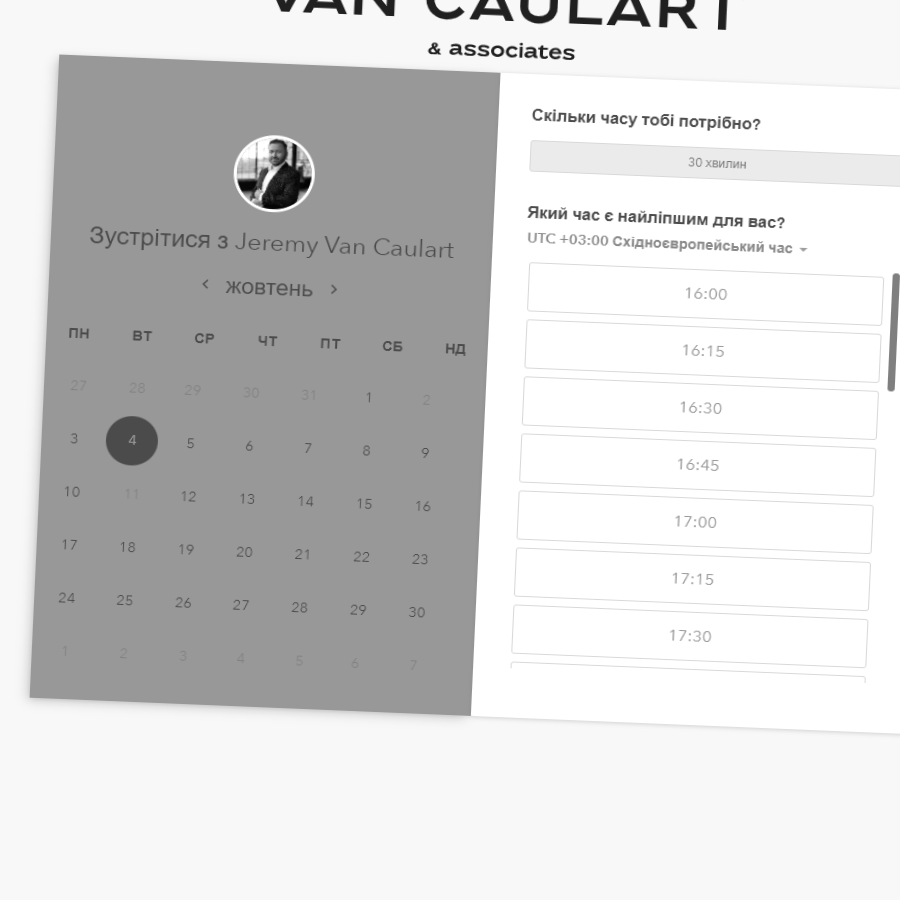 VAN CAULART
& associates
Зустрітися з Jeremy Van Caulart
жовтень
ПН ВТ СР ЧТ ПТ СБ НД
27 28 29 30 31 1 2
3 4 5 6 7 8 9
10 11 12 13 14 15 16
17 18 19 20 21 22 23
24 25 26 27 28 29 30
1 2 3 4 5 6 7
Скільки часу тобі потрібно?
30 хвилин
Який час є найліпшим для вас?
UTC +03:00 Східноєвропейський час
16:00
16:15
16:30
16:45
17:00
17:15
17:30